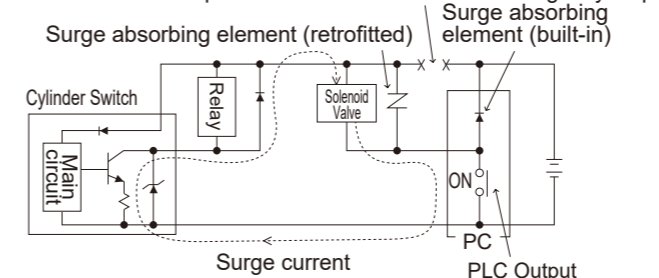 Surge absorbing
element (built-in)
Surge absorbing element (retrofitted)
Cylinder Switch
Relay
Solenoid
Valve
Main
circuit
ON
PC
Surge current
PLC Output